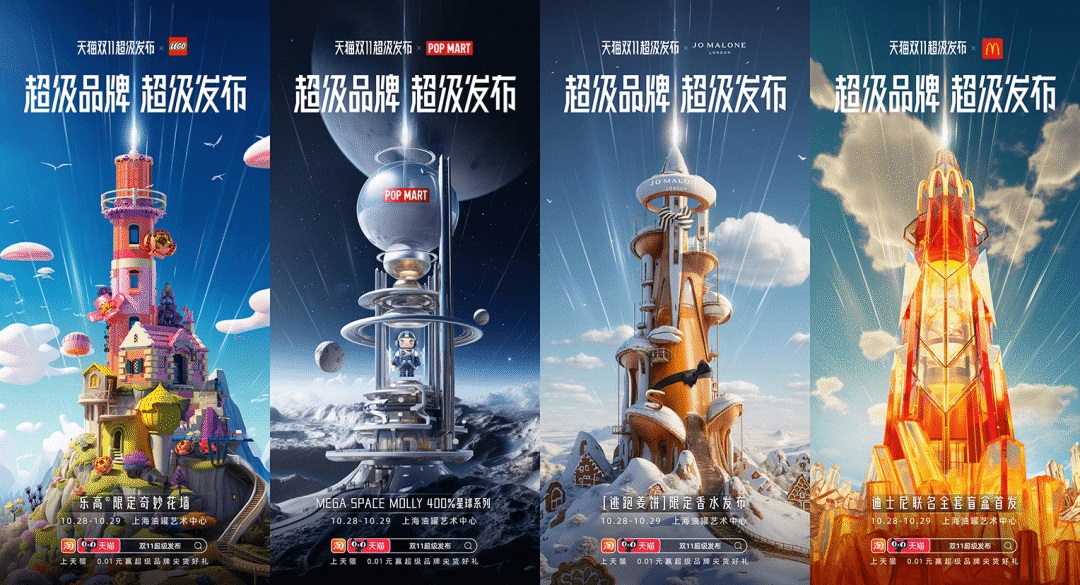 天猫双11超级发布 × LEGO
超级品牌 超级发布
乐高®限定奇妙花墙
10.28-10.29 上海油罐艺术中心
淘 天猫 双11超级发布
上天猫 0.01元赢超级品牌尖货好礼
天猫双11超级发布 × POP MART
超级品牌 超级发布
POP MART
MEGA SPACE MOLLY 400%星球系列
10.28-10.29 上海油罐艺术中心
淘 天猫 双11超级发布
上天猫 0.01元赢超级品牌尖货好礼
天猫双11超级发布 × JO MALONE
LONDON
超级品牌 超级发布
JO MALONE
LONDON
[逃跑姜饼]限定香水发布
10.28-10.29 上海油罐艺术中心
淘 天猫 双11超级发布
上天猫 0.01元赢超级品牌尖货好礼
天猫双11超级发布 ×
超级品牌 超级发布
迪士尼联名全套盲盒首发
10.28-10.29 上海油罐艺术中心
淘 天猫 双11超级发布
上天猫 0.01元赢超级品牌尖货好礼